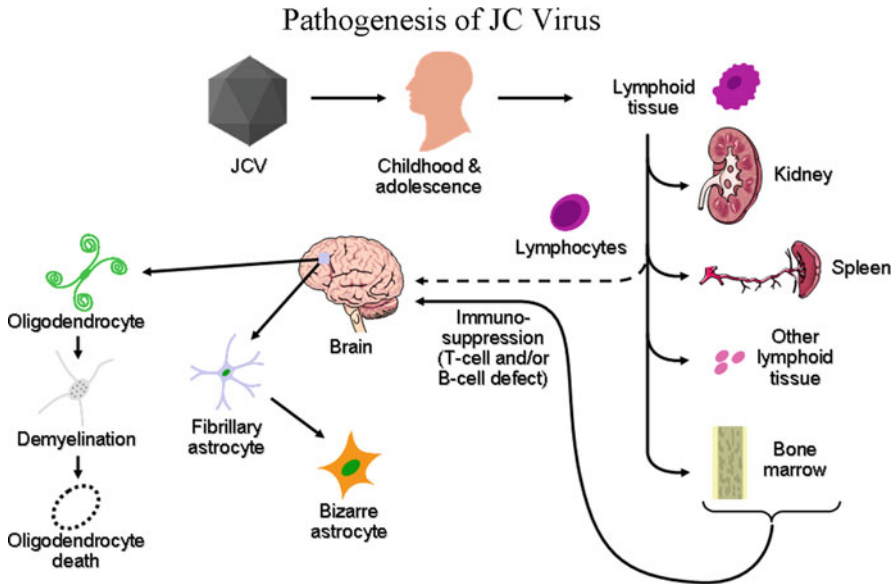 Pathogenesis of JC Virus
JCV
Childhood &
adolescence
Lymphoid
tissue
Kidney
Lymphocytes
Spleen
Oligodendrocyte
Brain
Immuno-
suppression
(T-cell and/or
B-cell defect)
Other
lymphoid
tissue
Demyelination
Fibrillary
astrocyte
Bone
marrow
Bizarre
astrocyte
Oligodendrocyte
death